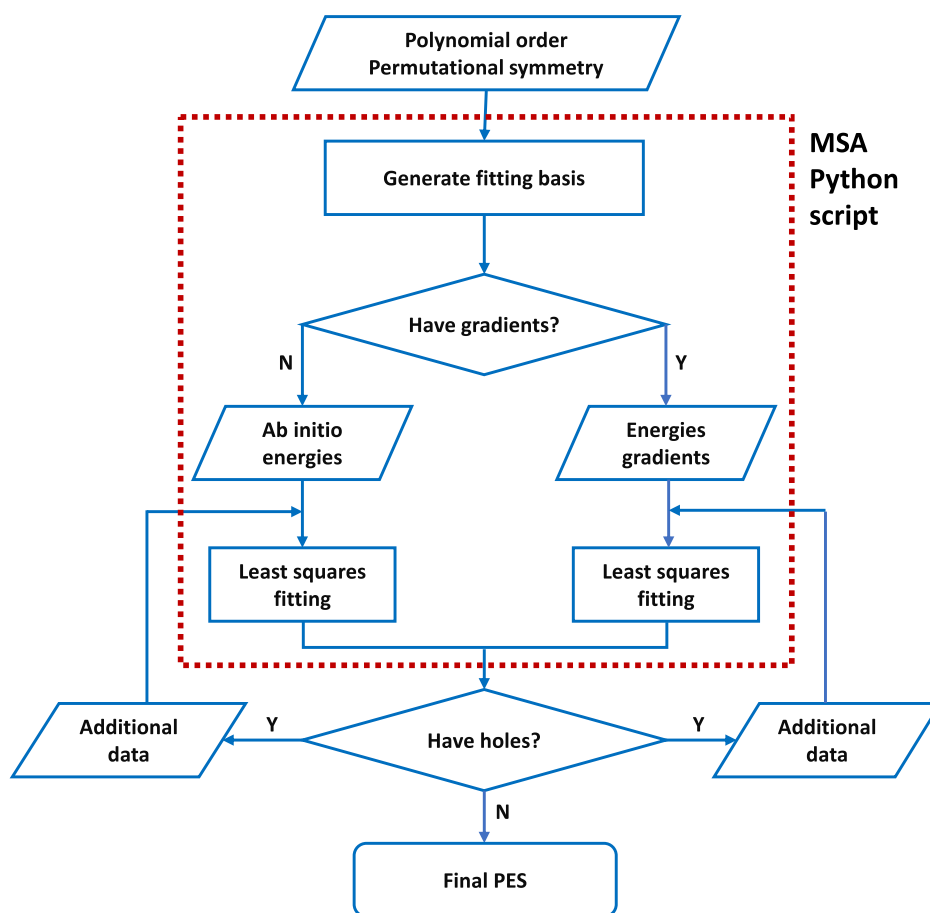 Polynomial order
Permutational symmetry
MSA
Python
script
Generate fitting basis
Have gradients?
N
Y
Ab initio
energies
Energies
gradients
Least squares
fitting
Least squares
fitting
Additional
data
Y
Have holes?
Y
Additional
data
N
Final PES